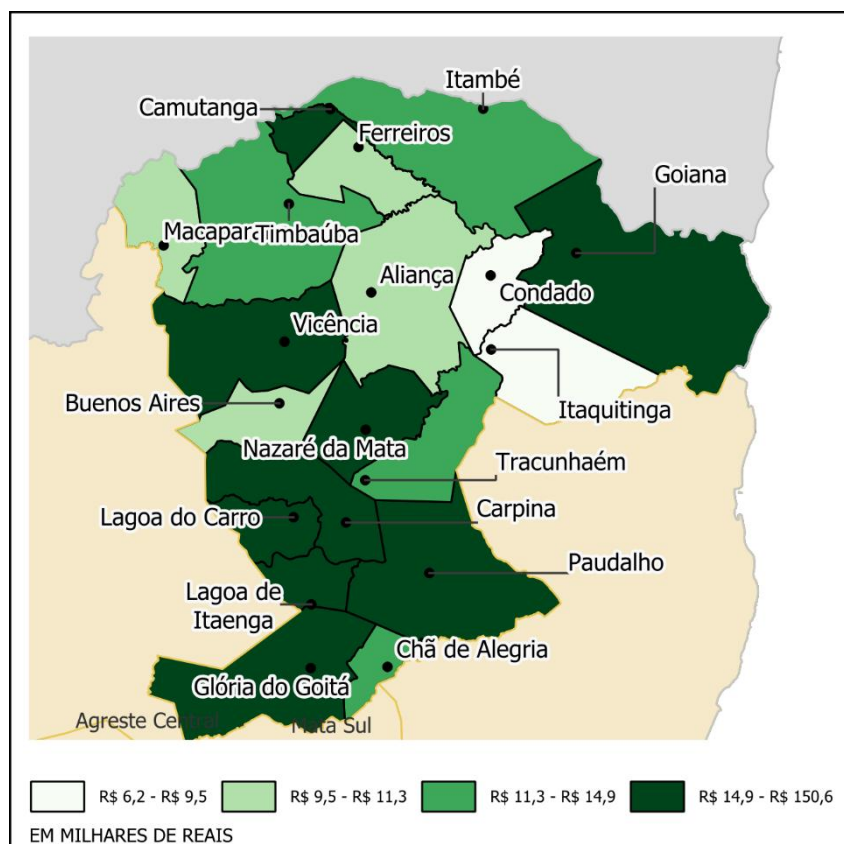 Itambé
Camutanga
Ferreiros
Goiana
Macapara
Timbaúba
Aliança
Condado
Vicência
Buenos Aires
Itaquitinga
Nazaré da Mata
Tracunhaém
Carpina
Lagoa do Carro
Paudalho
Lagoa de
Itaenga
Chã de Alegria
Glória do Goitá
Agreste Central
Mata Sul
R$ 6,2 - R$ 9,5
R$ 9,5 - R$ 11,3
R$ 11,3 - R$ 14,9
R$ 14,9 - R$ 150,6
EM MILHARES DE REAIS